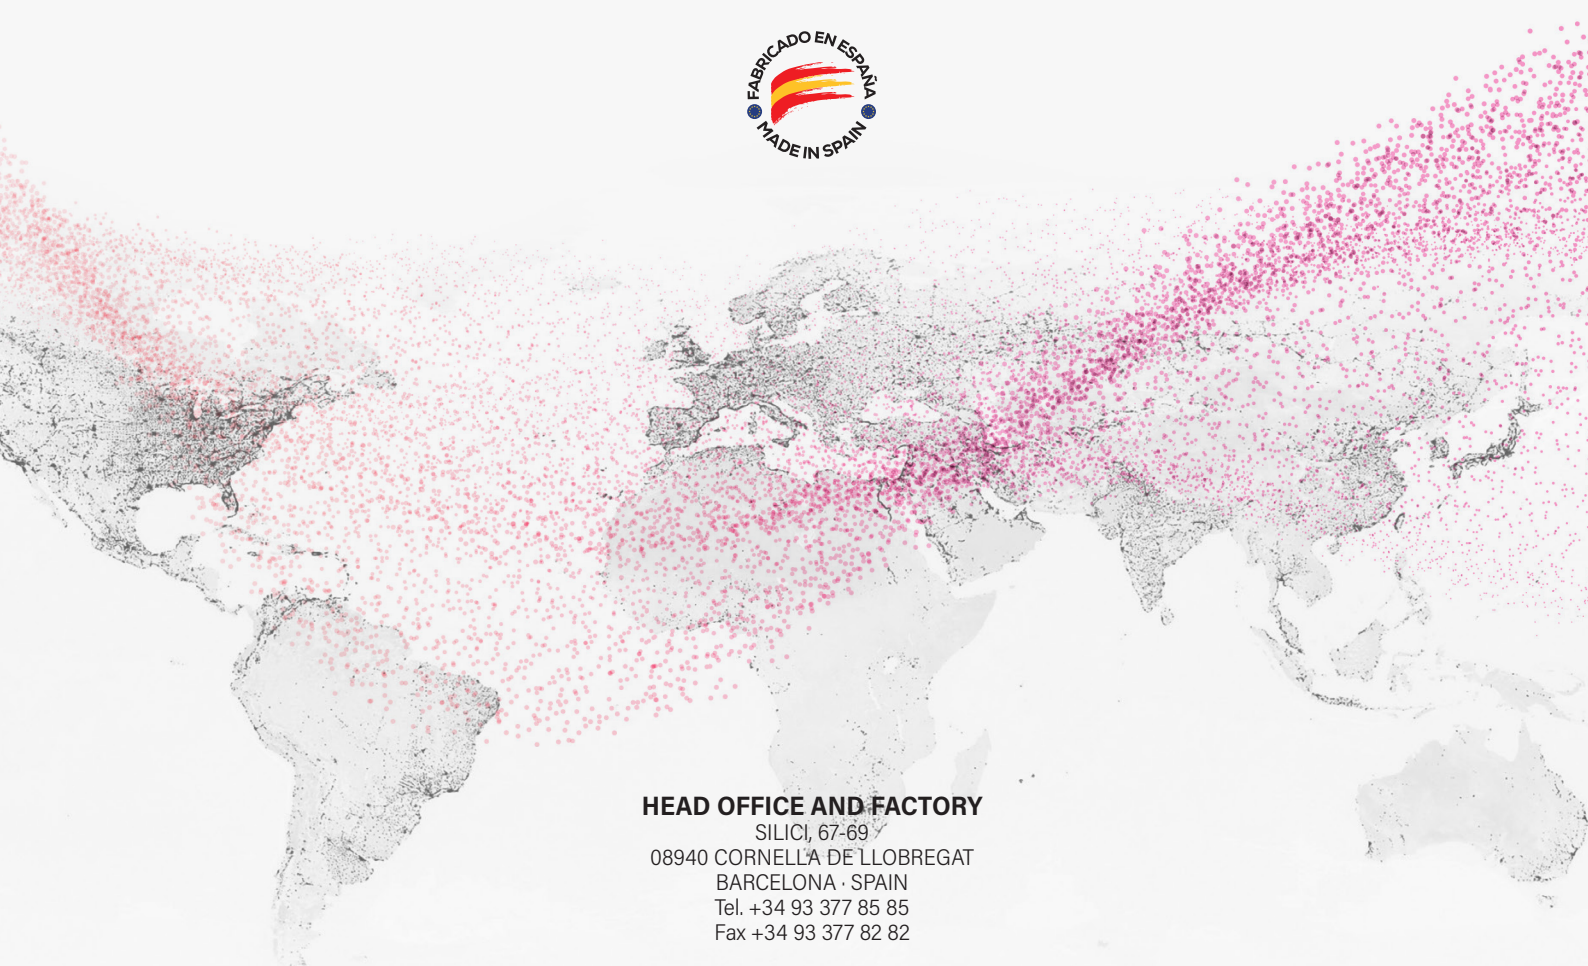 FABRICADO EN ESPAÑA
MADE IN SPAIN
HEAD OFFICE AND FACTORY
SILICI, 67-69
08940 CORNELLA DE LLOBREGAT
BARCELONA · SPAIN
Tel. +34 93 377 85 85
Fax +34 93 377 82 82